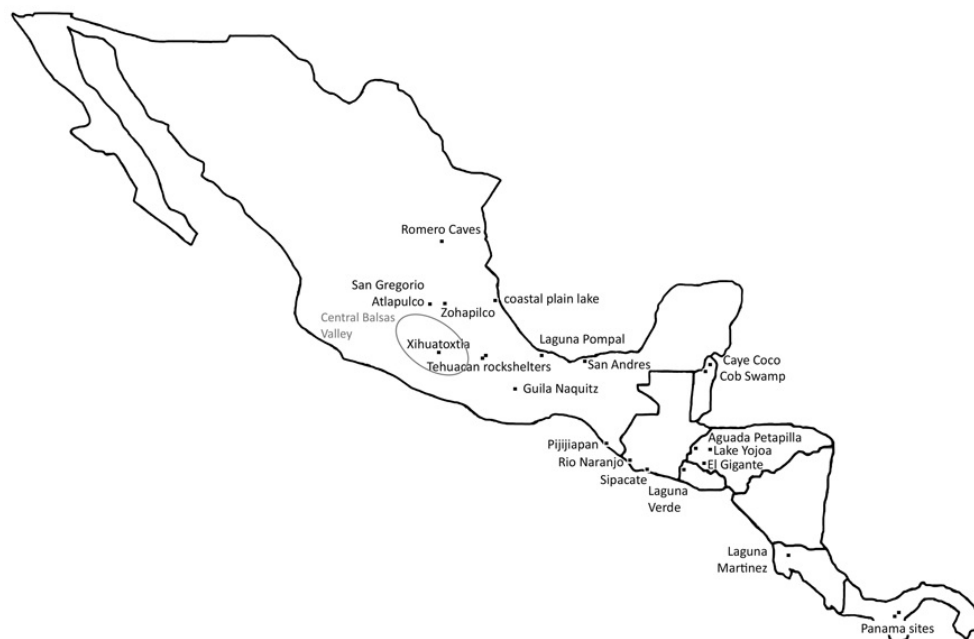 Romero Caves
San Gregorio
Atlapulco
Zohapilco
coastal plain lake
Central Balsas
Valley
Xihuatoxtla
Tehuacan rockshelters
Laguna Pompal
San Andres
Guila Naquitz
Caye Coco
Cob Swamp
Pijijiapan
Rio Naranjo
Sipacate
Laguna
Verde
Aguada Petapilla
Lake Yojoa
El Gigante
Laguna
Martinez
Panama sites